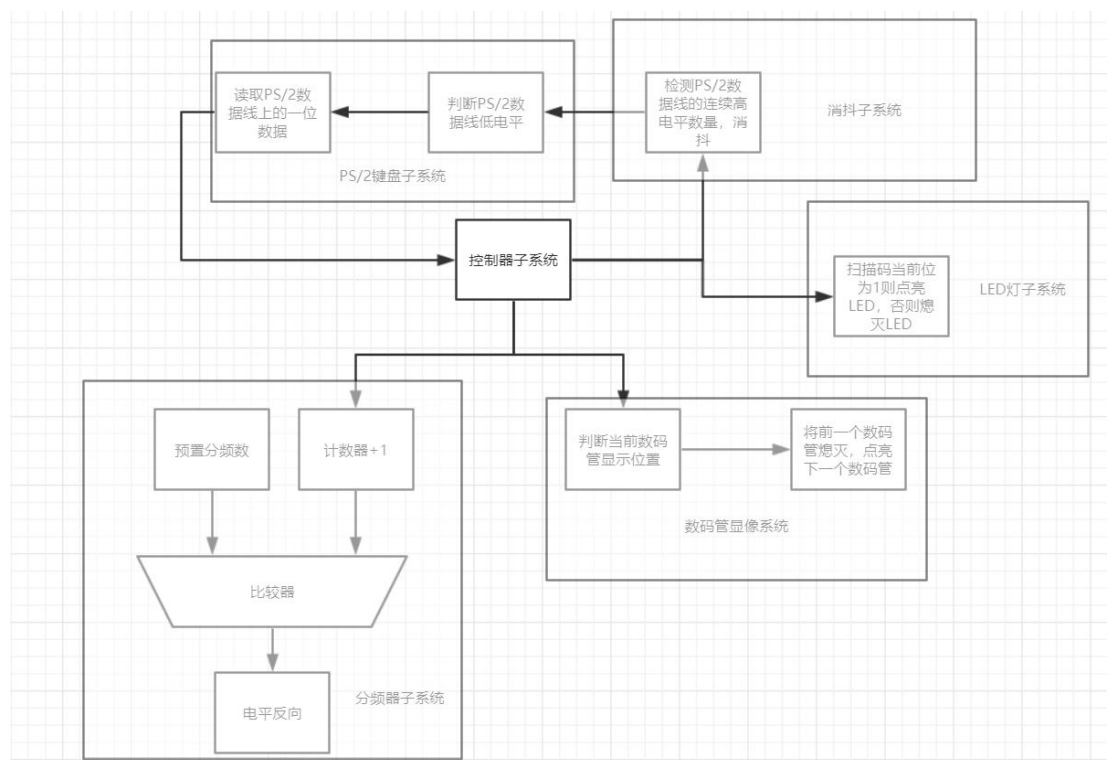 读取PS/2数
据线上的一位
数据
判断PS/2数
据线低电平
PS/2键盘子系统
检测PS/2数
据线的连续高
电平数量，消
抖
消抖子系统
控制器子系统
扫描码当前位
为1则点亮
LED，否则熄
灭LED
LED灯子系统
预置分频数
计数器+1
比较器
电平反向
分频器子系统
判断当前数码
管显示位置
将前一个数码
管熄灭，点亮
下一个数码管
数码管显像系统